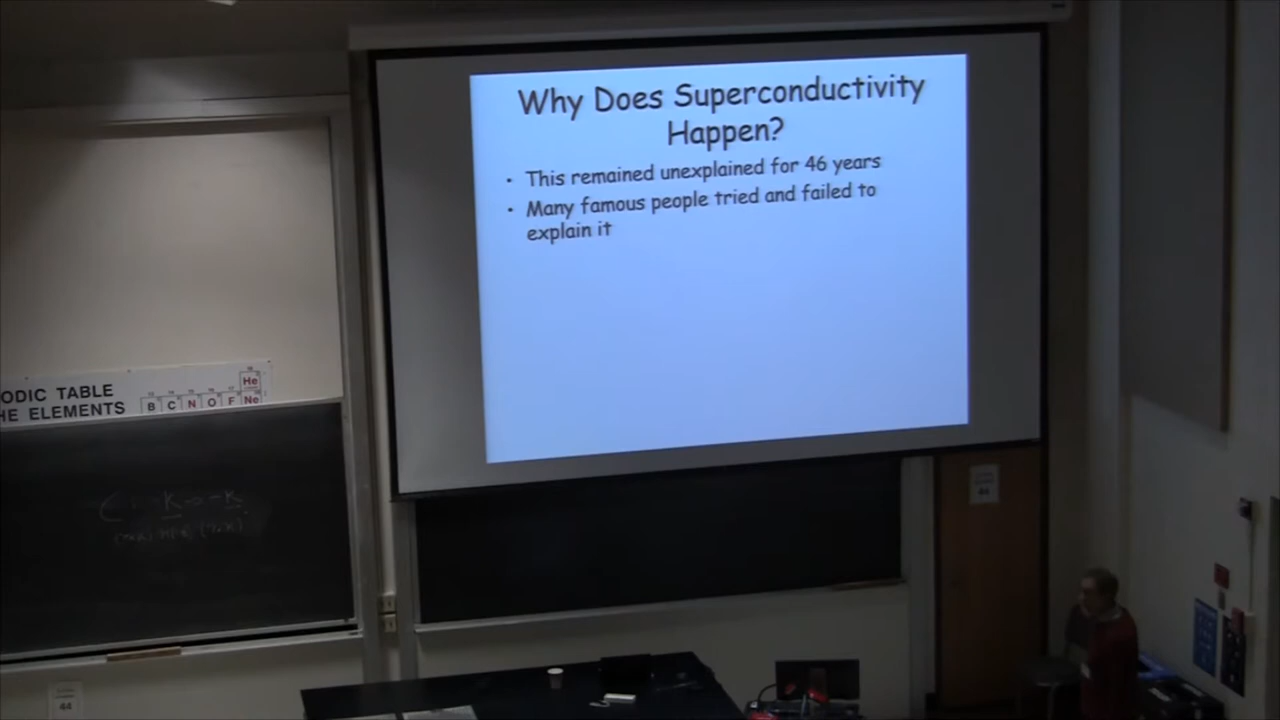 Why Does Superconductivity
Happen?
• This remained unexplained for 46 years
• Many famous people tried and failed to
explain it
ODIC TABLE
HE ELEMENTS
B C N O F Ne
He
44